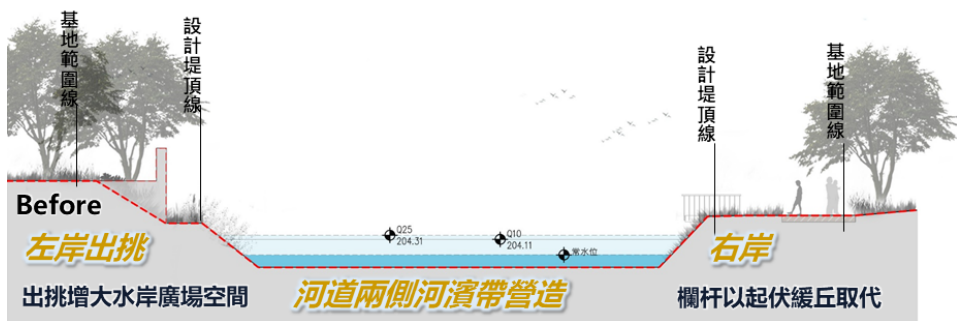 基地範圍線
設計堤頂線
設計堤頂線
基地範圍線
Before
Q25
204.31
Q10
204.11
常水位
左岸出挑
右岸
出挑增大水岸廣場空間
河道兩側河濱帶營造
欄杆以起伏緩丘取代